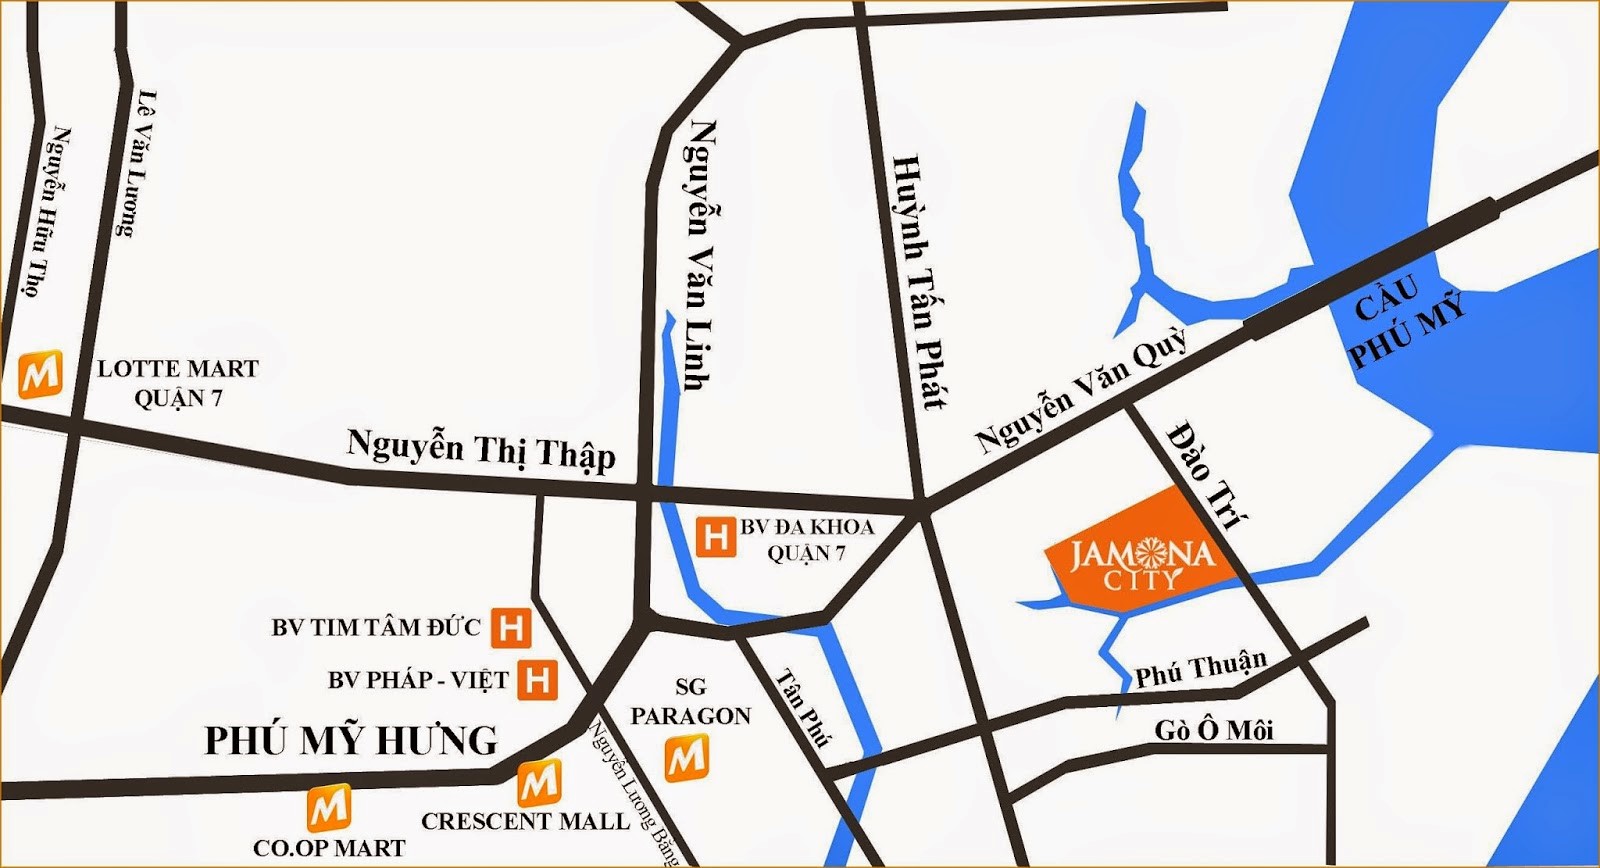 Nguyễn Hữu Thọ
Lê Văn Lương
Nguyễn Văn Linh
Huỳnh Tấn Phát
CẦU
PHÚ MỸ
Nguyễn Văn Quỳ
M
LOTTE MART
QUẬN 7
Nguyễn Thị Thập
Đào Trí
H
BV ĐA KHOA
QUẬN 7
JAMONA
CITY
BV TIM TÂM ĐỨC
H
BV PHÁP - VIỆT
H
SG
PARAGON
M
Tân Phú
Phú Thuận
Gò Ô Môi
PHÚ MỸ HƯNG
Nguyễn Lương Bằng
M
CRESCENT MALL
M
CO.OP MART